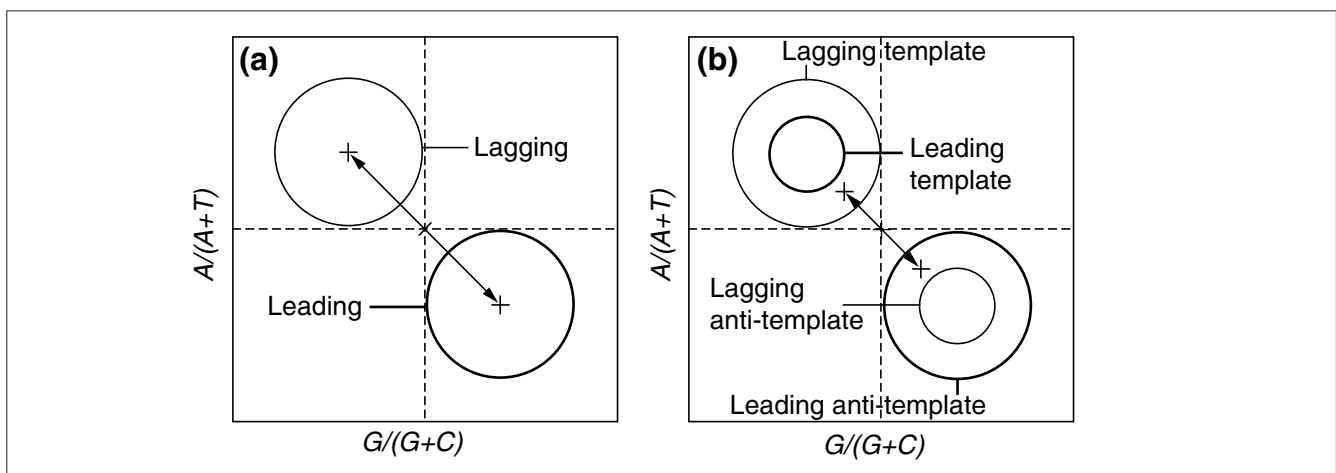 (a)
Lagging
Leading
A/(A+T)
G/(G+C)
(b)
Lagging template
Leading
template
Lagging
anti-template
Leading anti-template
A/(A+T)
G/(G+C)